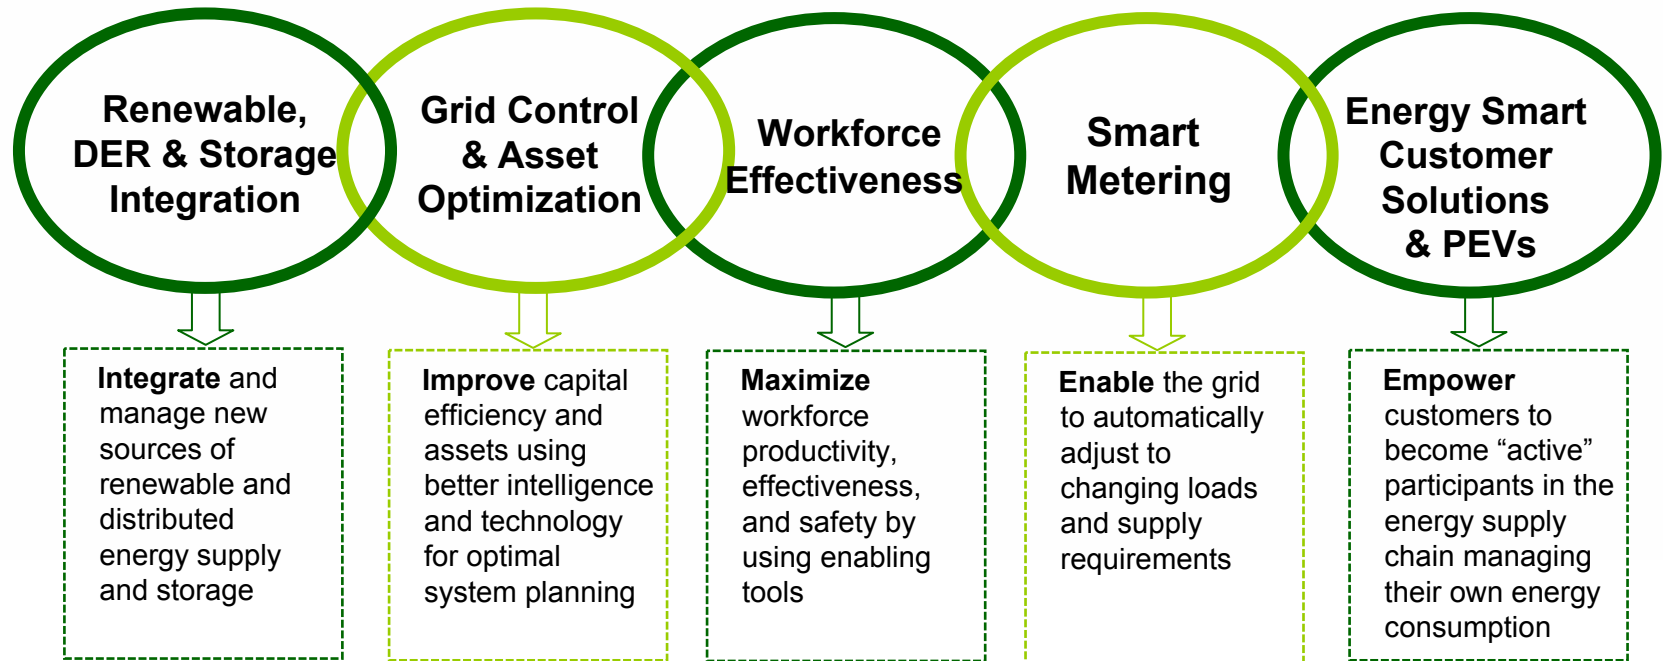 Renewable,
DER & Storage
Integration
Grid Control
& Asset
Optimization
Workforce
Effectiveness
Smart
Metering
Energy Smart
Customer
Solutions
& PEVs
Integrate and
manage new
sources of
renewable and
distributed
energy supply
and storage
Improve capital
efficiency and
assets using
better intelligence
and technology
for optimal
system planning
Maximize
workforce
productivity,
effectiveness,
and safety by
using enabling
tools
Enable the grid
to automatically
adjust to
changing loads
and supply
requirements
Empower
customers to
become “active”
participants in the
energy supply
chain managing
their own energy
consumption